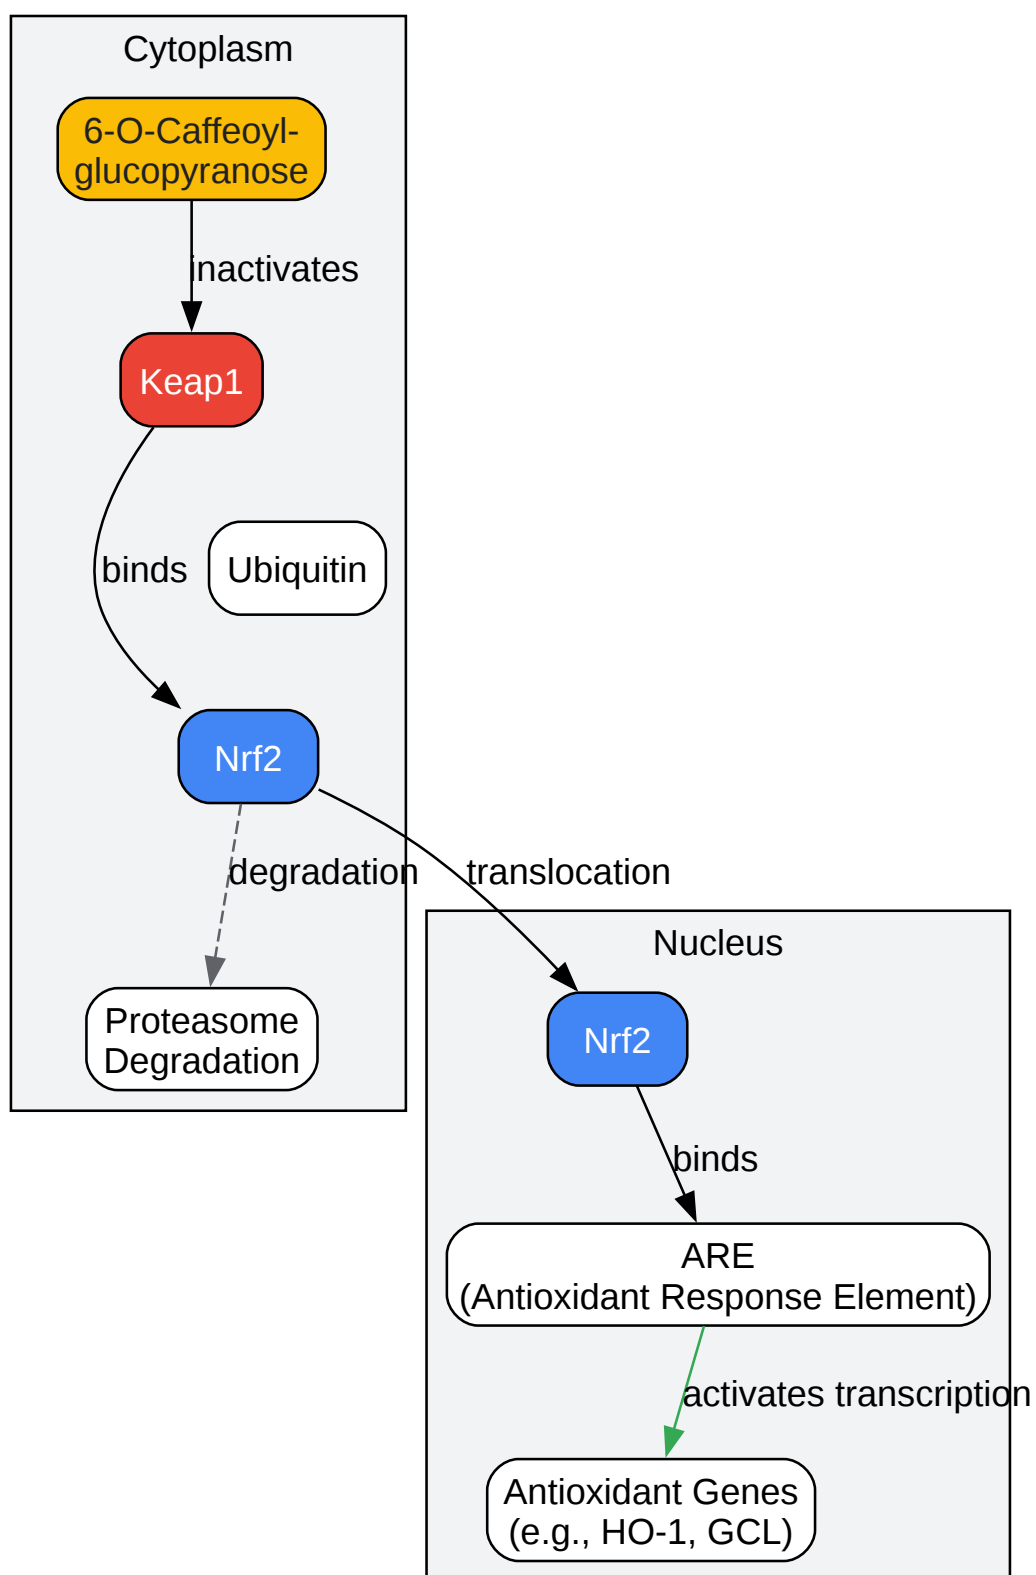 Cytoplasm
6-O-Caffeoyl-
glucopyranose
inactivates
Keap1
binds
Ubiquitin
Nrf2
degradation
translocation
Proteasome
Degradation
Nucleus
Nrf2
binds
ARE
(Antioxidant Response Element)
activates transcription
Antioxidant Genes
(e.g., HO-1, GCL)